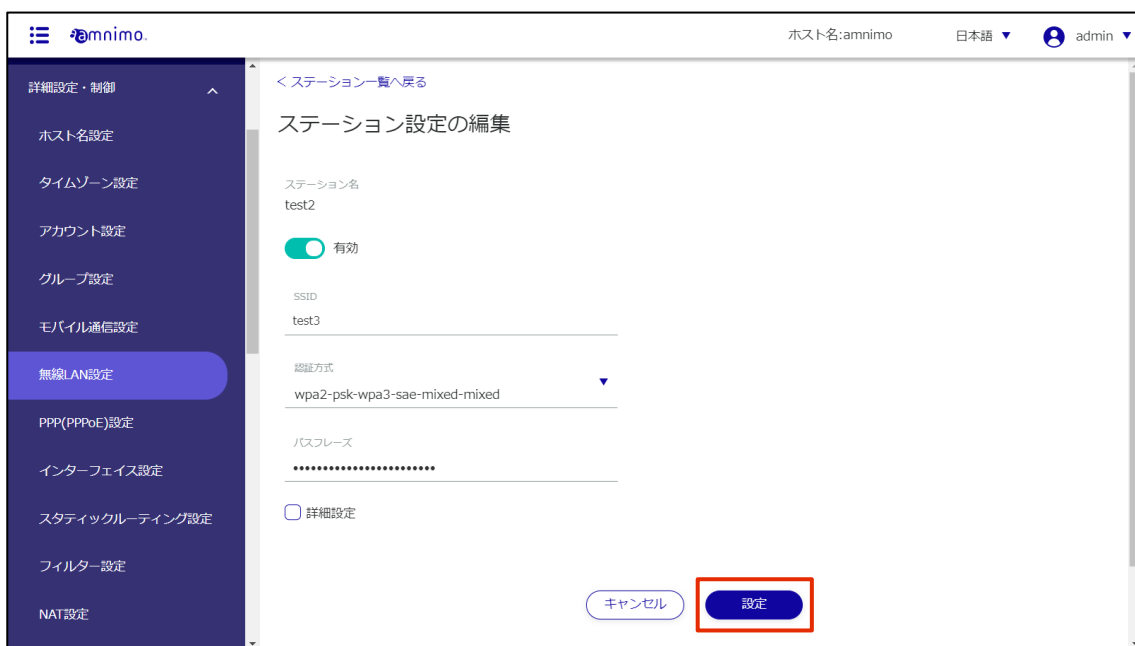 amnimo.
ホスト名:amnimo
日本語 ▼
admin ▼
詳細設定・制御
ホスト名設定
タイムゾーン設定
アカウント設定
グループ設定
モバイル通信設定
無線LAN設定
PPP(PPPoE)設定
インターフェイス設定
スタティックルーティング設定
フィルター設定
NAT設定
< ステーション一覧へ戻る
ステーション設定の編集
ステーション名
test2
有効
SSID
test3
認証方式
wpa2-psk-wpa3-sae-mixed-mixed
パスフレーズ
••••••••••••••••••••••••
詳細設定
キャンセル
設定